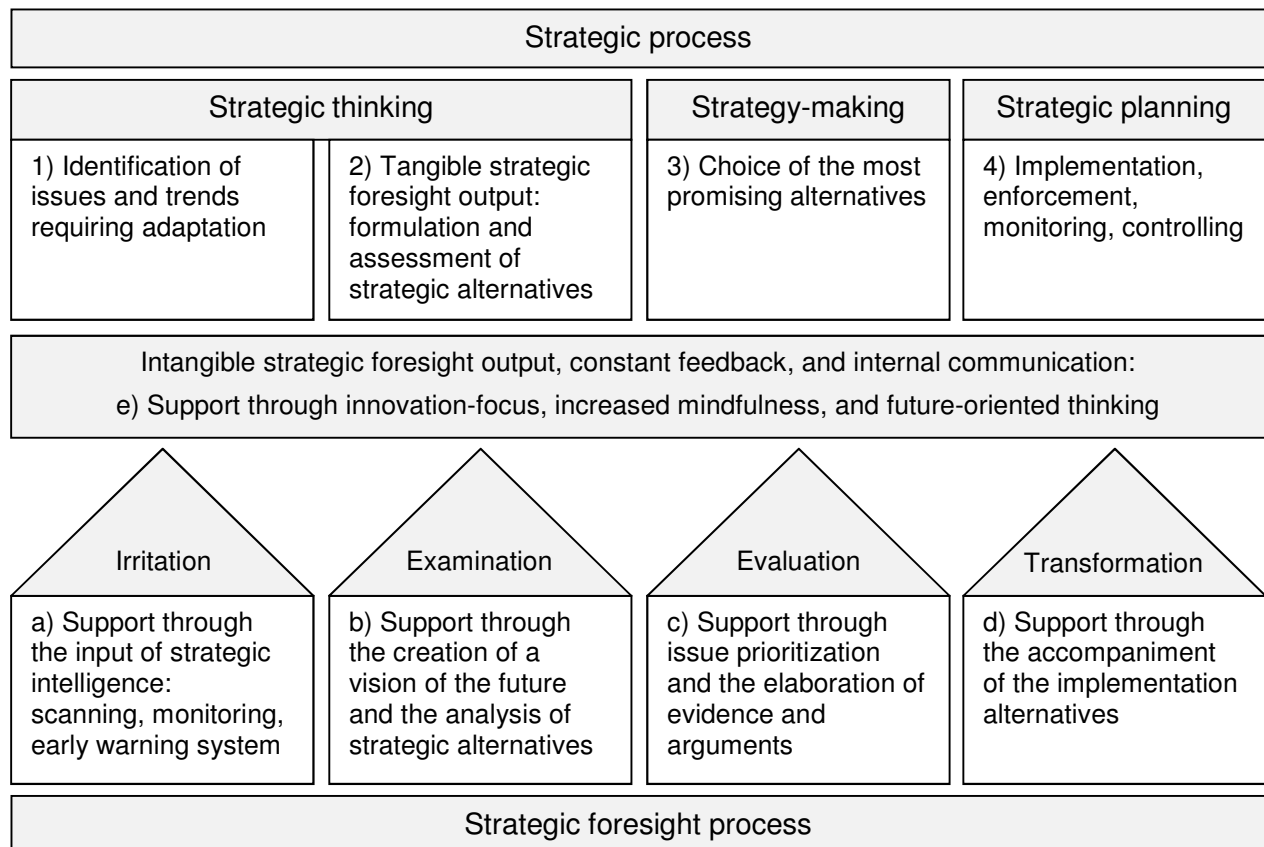 Strategic process
Strategic thinking
Strategy-making
Strategic planning
1) Identification of
issues and trends
requiring adaptation
2) Tangible strategic
foresight output:
formulation and
assessment of
strategic alternatives
3) Choice of the most
promising alternatives
4) Implementation,
enforcement,
monitoring, controlling
Intangible strategic foresight output, constant feedback, and internal communication:
e) Support through innovation-focus, increased mindfulness, and future-oriented thinking
Irritation
Examination
Evaluation
Transformation
a) Support through
the input of strategic
intelligence:
scanning, monitoring,
early warning system
b) Support through
the creation of a
vision of the future
and the analysis of
strategic alternatives
c) Support through
issue prioritization
and the elaboration of
evidence and
arguments
d) Support through
the accompaniment
of the implementation
alternatives
Strategic foresight process